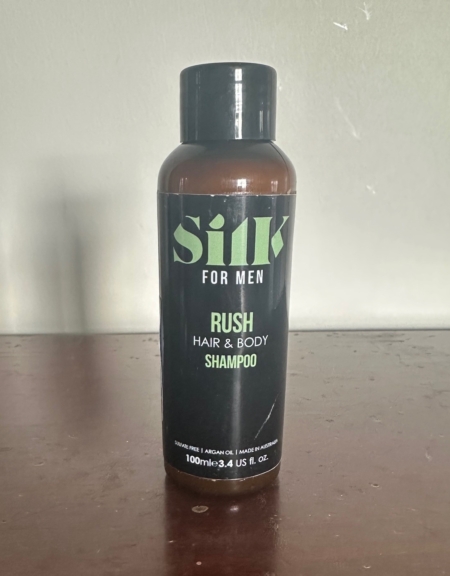 Silk
FOR MEN
RUSH
HAIR & BODY
SHAMPOO
SULFATE-FREE | ARGAN OIL | MADE IN AUSTRALIA
100ml℮3.4 US fl. oz.